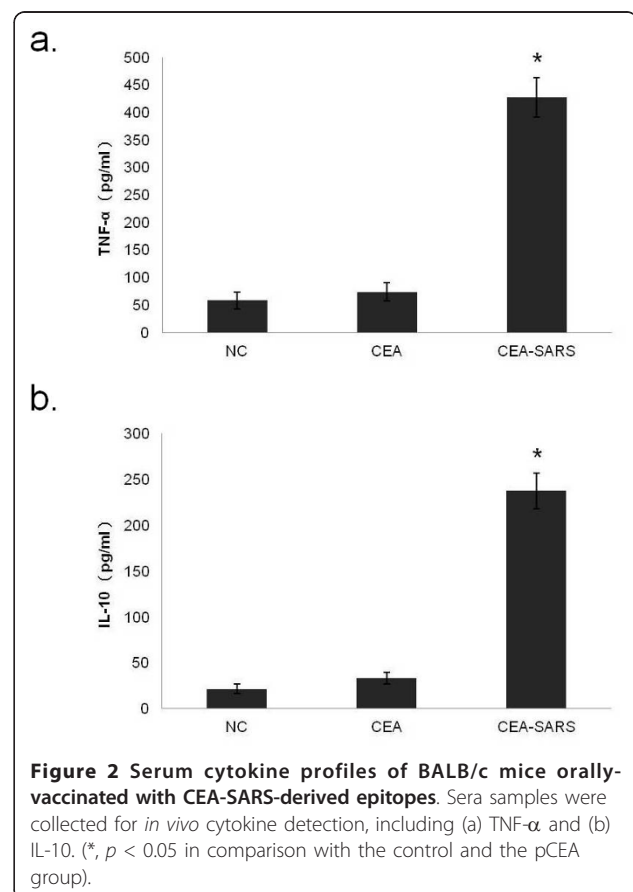 a.
500
450
400
350
300
250
200
150
100
50
0
TNF-α (pg/ml)
*
NC CEA CEA-SARS
b.
300
250
200
150
100
50
0
IL-10 (pg/ml)
*
NC CEA CEA-SARS
Figure 2 Serum cytokine profiles of BALB/c mice orally-
vaccinated with CEA-SARS-derived epitopes. Sera samples were
collected for in vivo cytokine detection, including (a) TNF-α and (b)
IL-10. (*, p < 0.05 in comparison with the control and the pCEA
group).